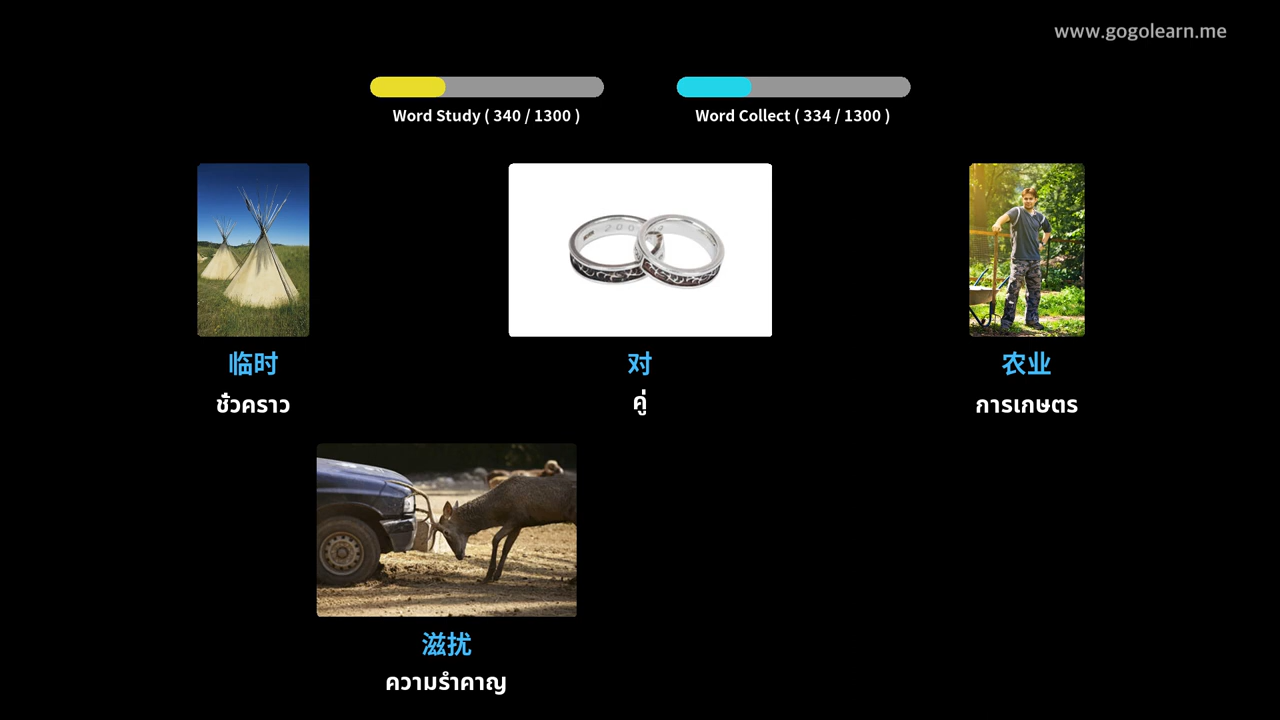 www.gogolearn.me
Word Study ( 340 / 1300 )
Word Collect ( 334 / 1300 )
临时
ชั่วคราว
对
คู่
农业
การเกษตร
滋扰
ความรำคาญ